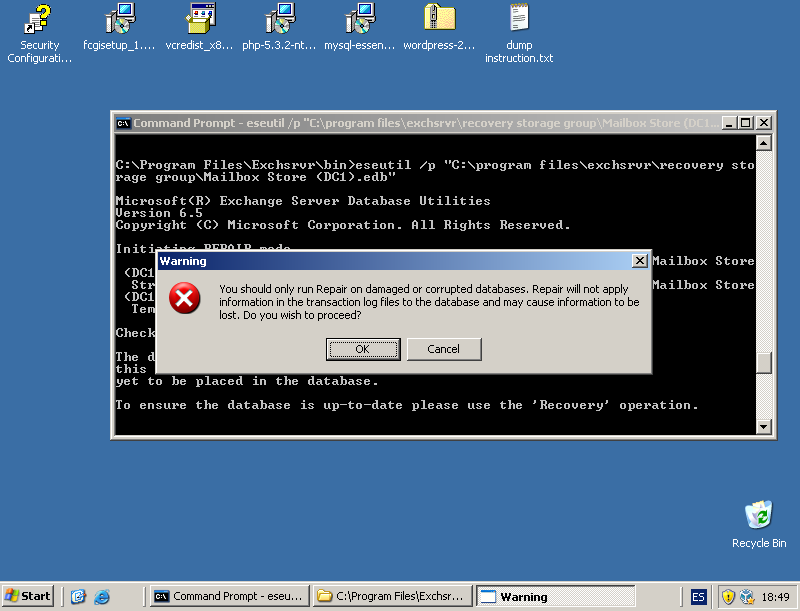 Security
Configurati...
fcgisetup_1....
vcredist_x8...
php-5.3.2-nt...
mysql-essen...
wordpress-2...
dump
instruction.txt
Command Prompt - eseutil /p "C:\program files\exchsrvr\recovery storage group\Mailbox Store (DC1...
C:\Program Files\Exchsrvr\bin>eseutil /p "C:\program files\exchsrvr\recovery sto
rage group\Mailbox Store (DC1).edb"
Microsoft(R) Exchange Server Database Utilities
Version 6.5
Copyright (C) Microsoft Corporation. All Rights Reserved.
Initiating REPAIR mode
Mailbox Store
(DC1
Str
Mailbox Store
(DC1
Tem
Check
The d
this
yet to be placed in the database.
To ensure the database is up-to-date please use the 'Recovery' operation.
Warning
You should only run Repair on damaged or corrupted databases. Repair will not apply
information in the transaction log files to the database and may cause information to be
lost. Do you wish to proceed?
OK
Cancel
Recycle Bin
Start
Command Prompt - eseu...
C:\Program Files\Exchsr...
Warning
ES
18:49